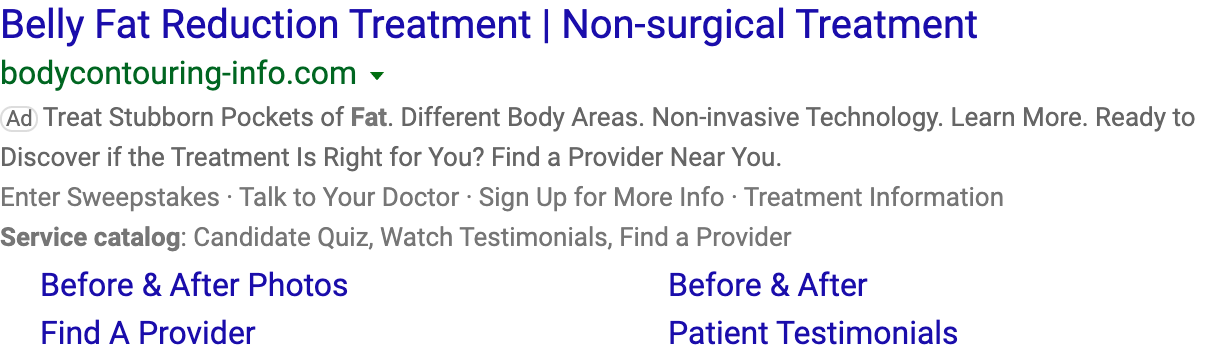 Belly Fat Reduction Treatment | Non-surgical Treatment
bodycontouring-info.com
Ad Treat Stubborn Pockets of Fat. Different Body Areas. Non-invasive Technology. Learn More. Ready to
Discover if the Treatment Is Right for You? Find a Provider Near You.
Enter Sweepstakes · Talk to Your Doctor · Sign Up for More Info · Treatment Information
Service catalog: Candidate Quiz, Watch Testimonials, Find a Provider
Before & After Photos Before & After
Find A Provider Patient Testimonials